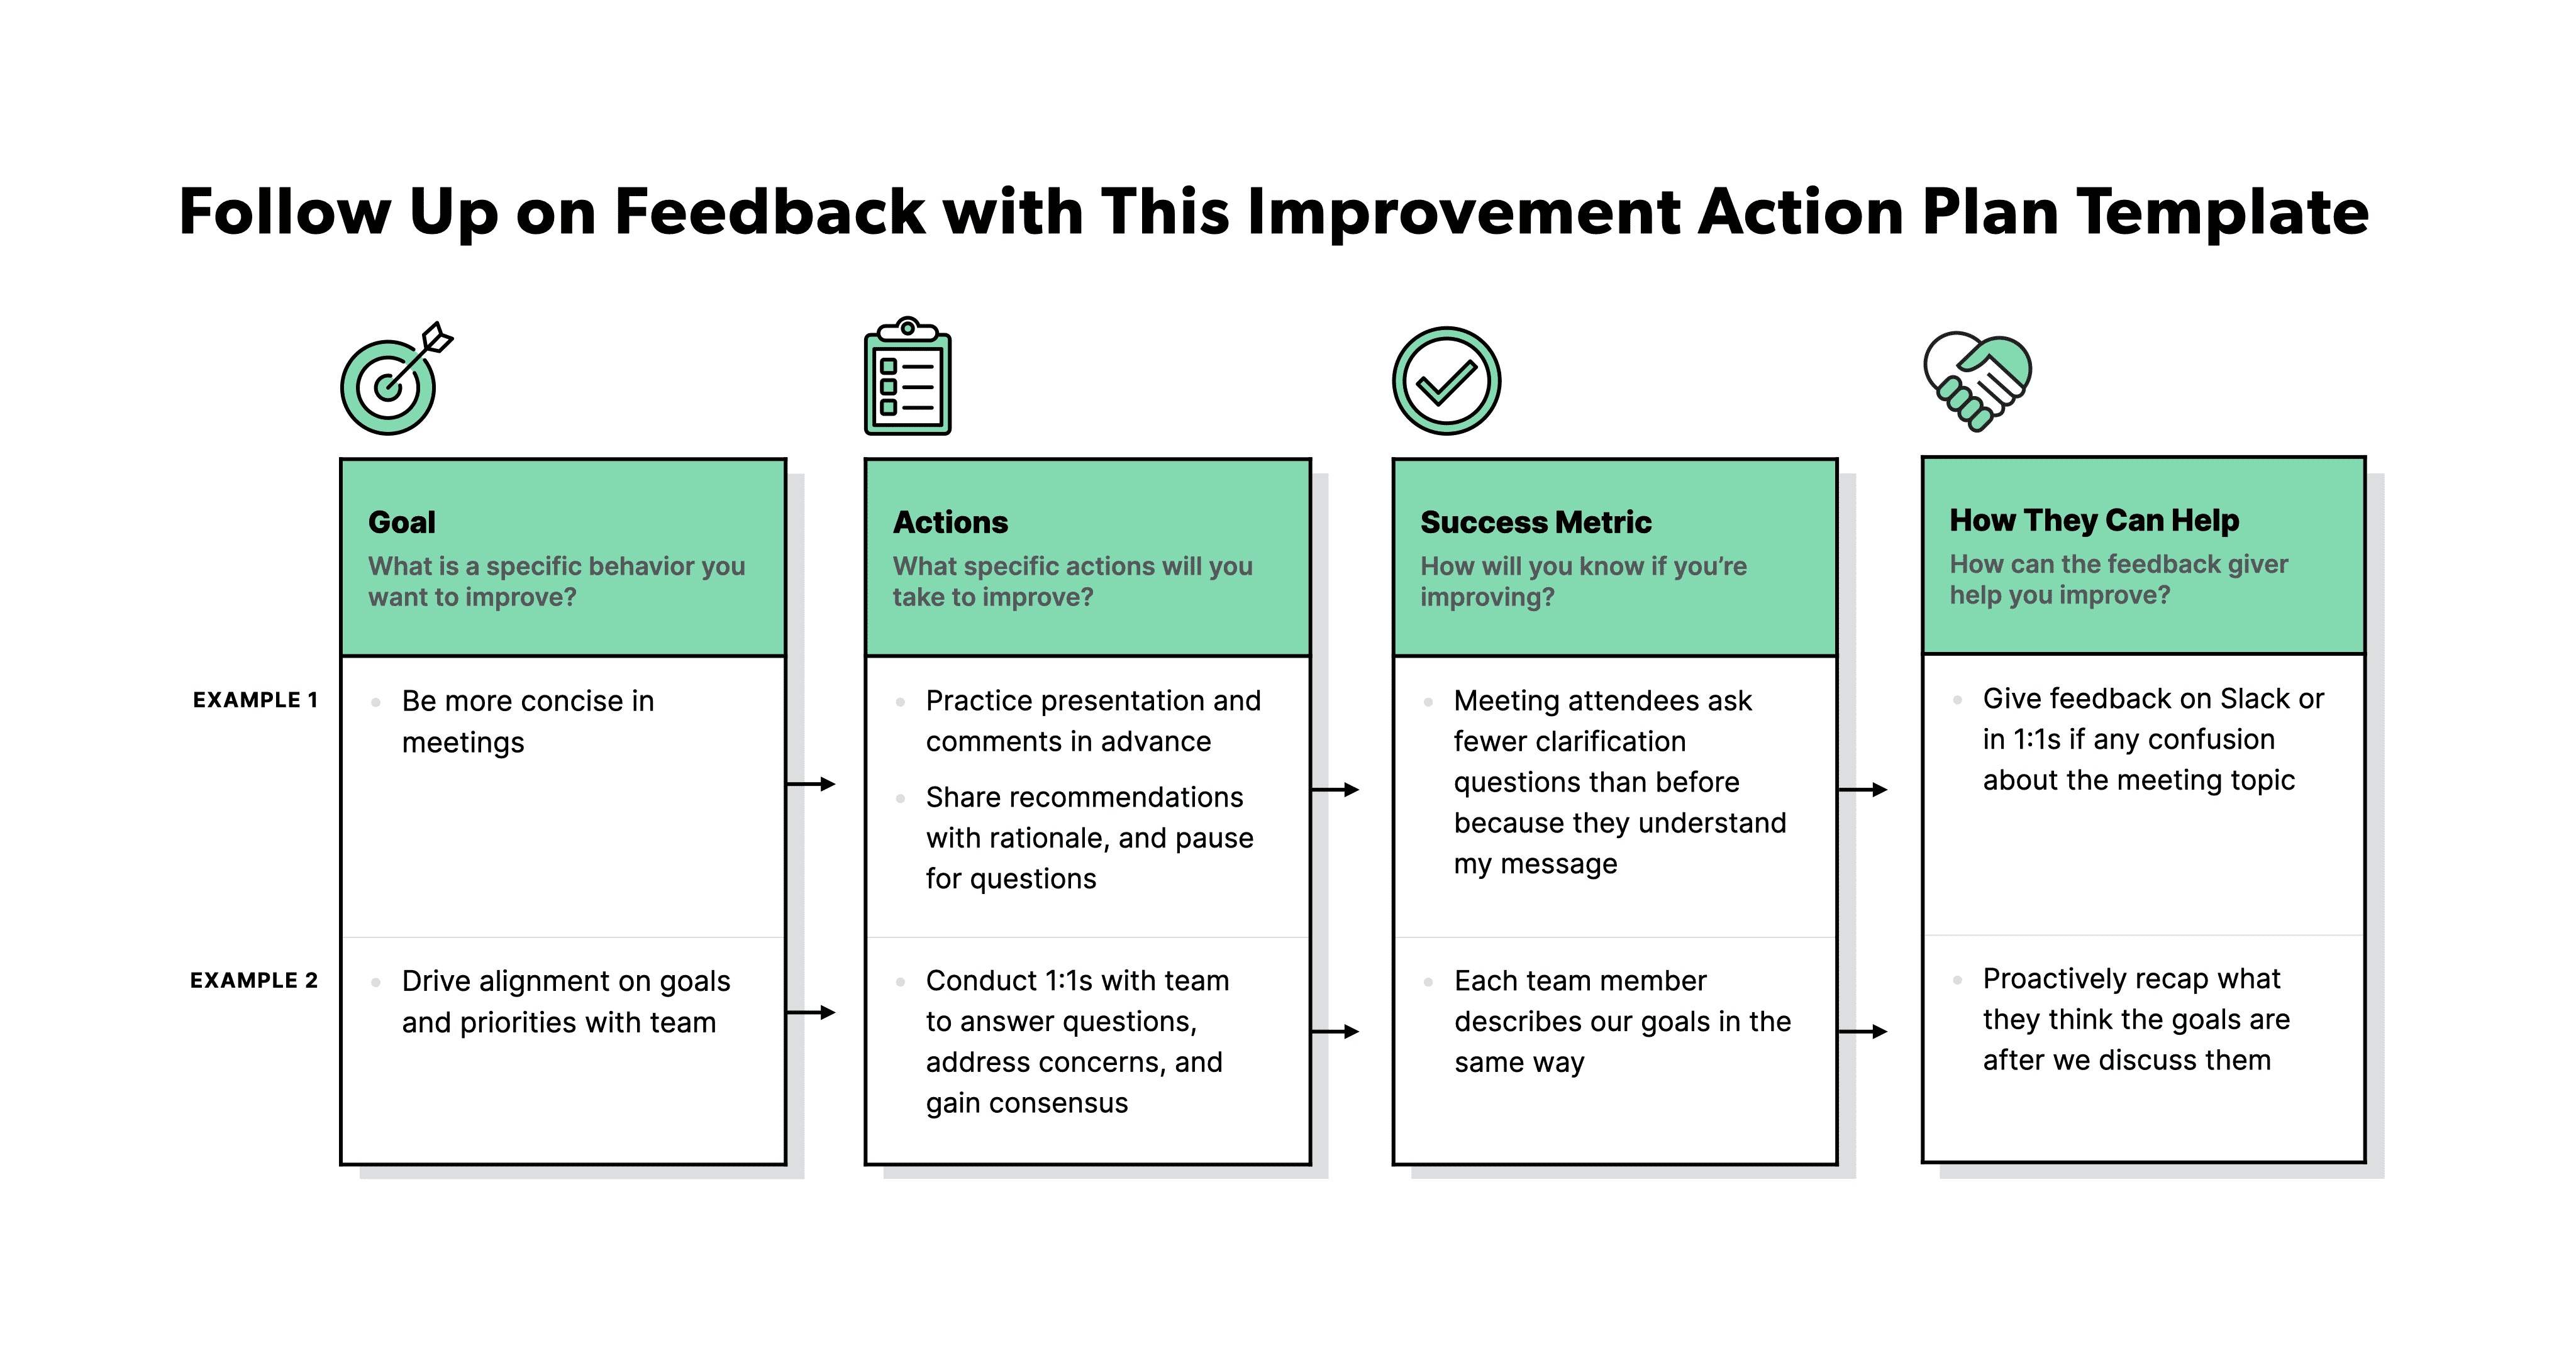 Follow Up on Feedback with This Improvement Action Plan Template
Goal
What is a specific behavior you
want to improve?
Actions
What specific actions will you
take to improve?
Success Metric
How will you know if you’re
improving?
How They Can Help
How can the feedback giver
help you improve?
EXAMPLE 1
Be more concise in
meetings
Practice presentation and
comments in advance
Share recommendations
with rationale, and pause
for questions
Meeting attendees ask
fewer clarification
questions than before
because they understand
my message
Give feedback on Slack or
in 1:1s if any confusion
about the meeting topic
EXAMPLE 2
Drive alignment on goals
and priorities with team
Conduct 1:1s with team
to answer questions,
address concerns, and
gain consensus
Each team member
describes our goals in the
same way
Proactively recap what
they think the goals are
after we discuss them